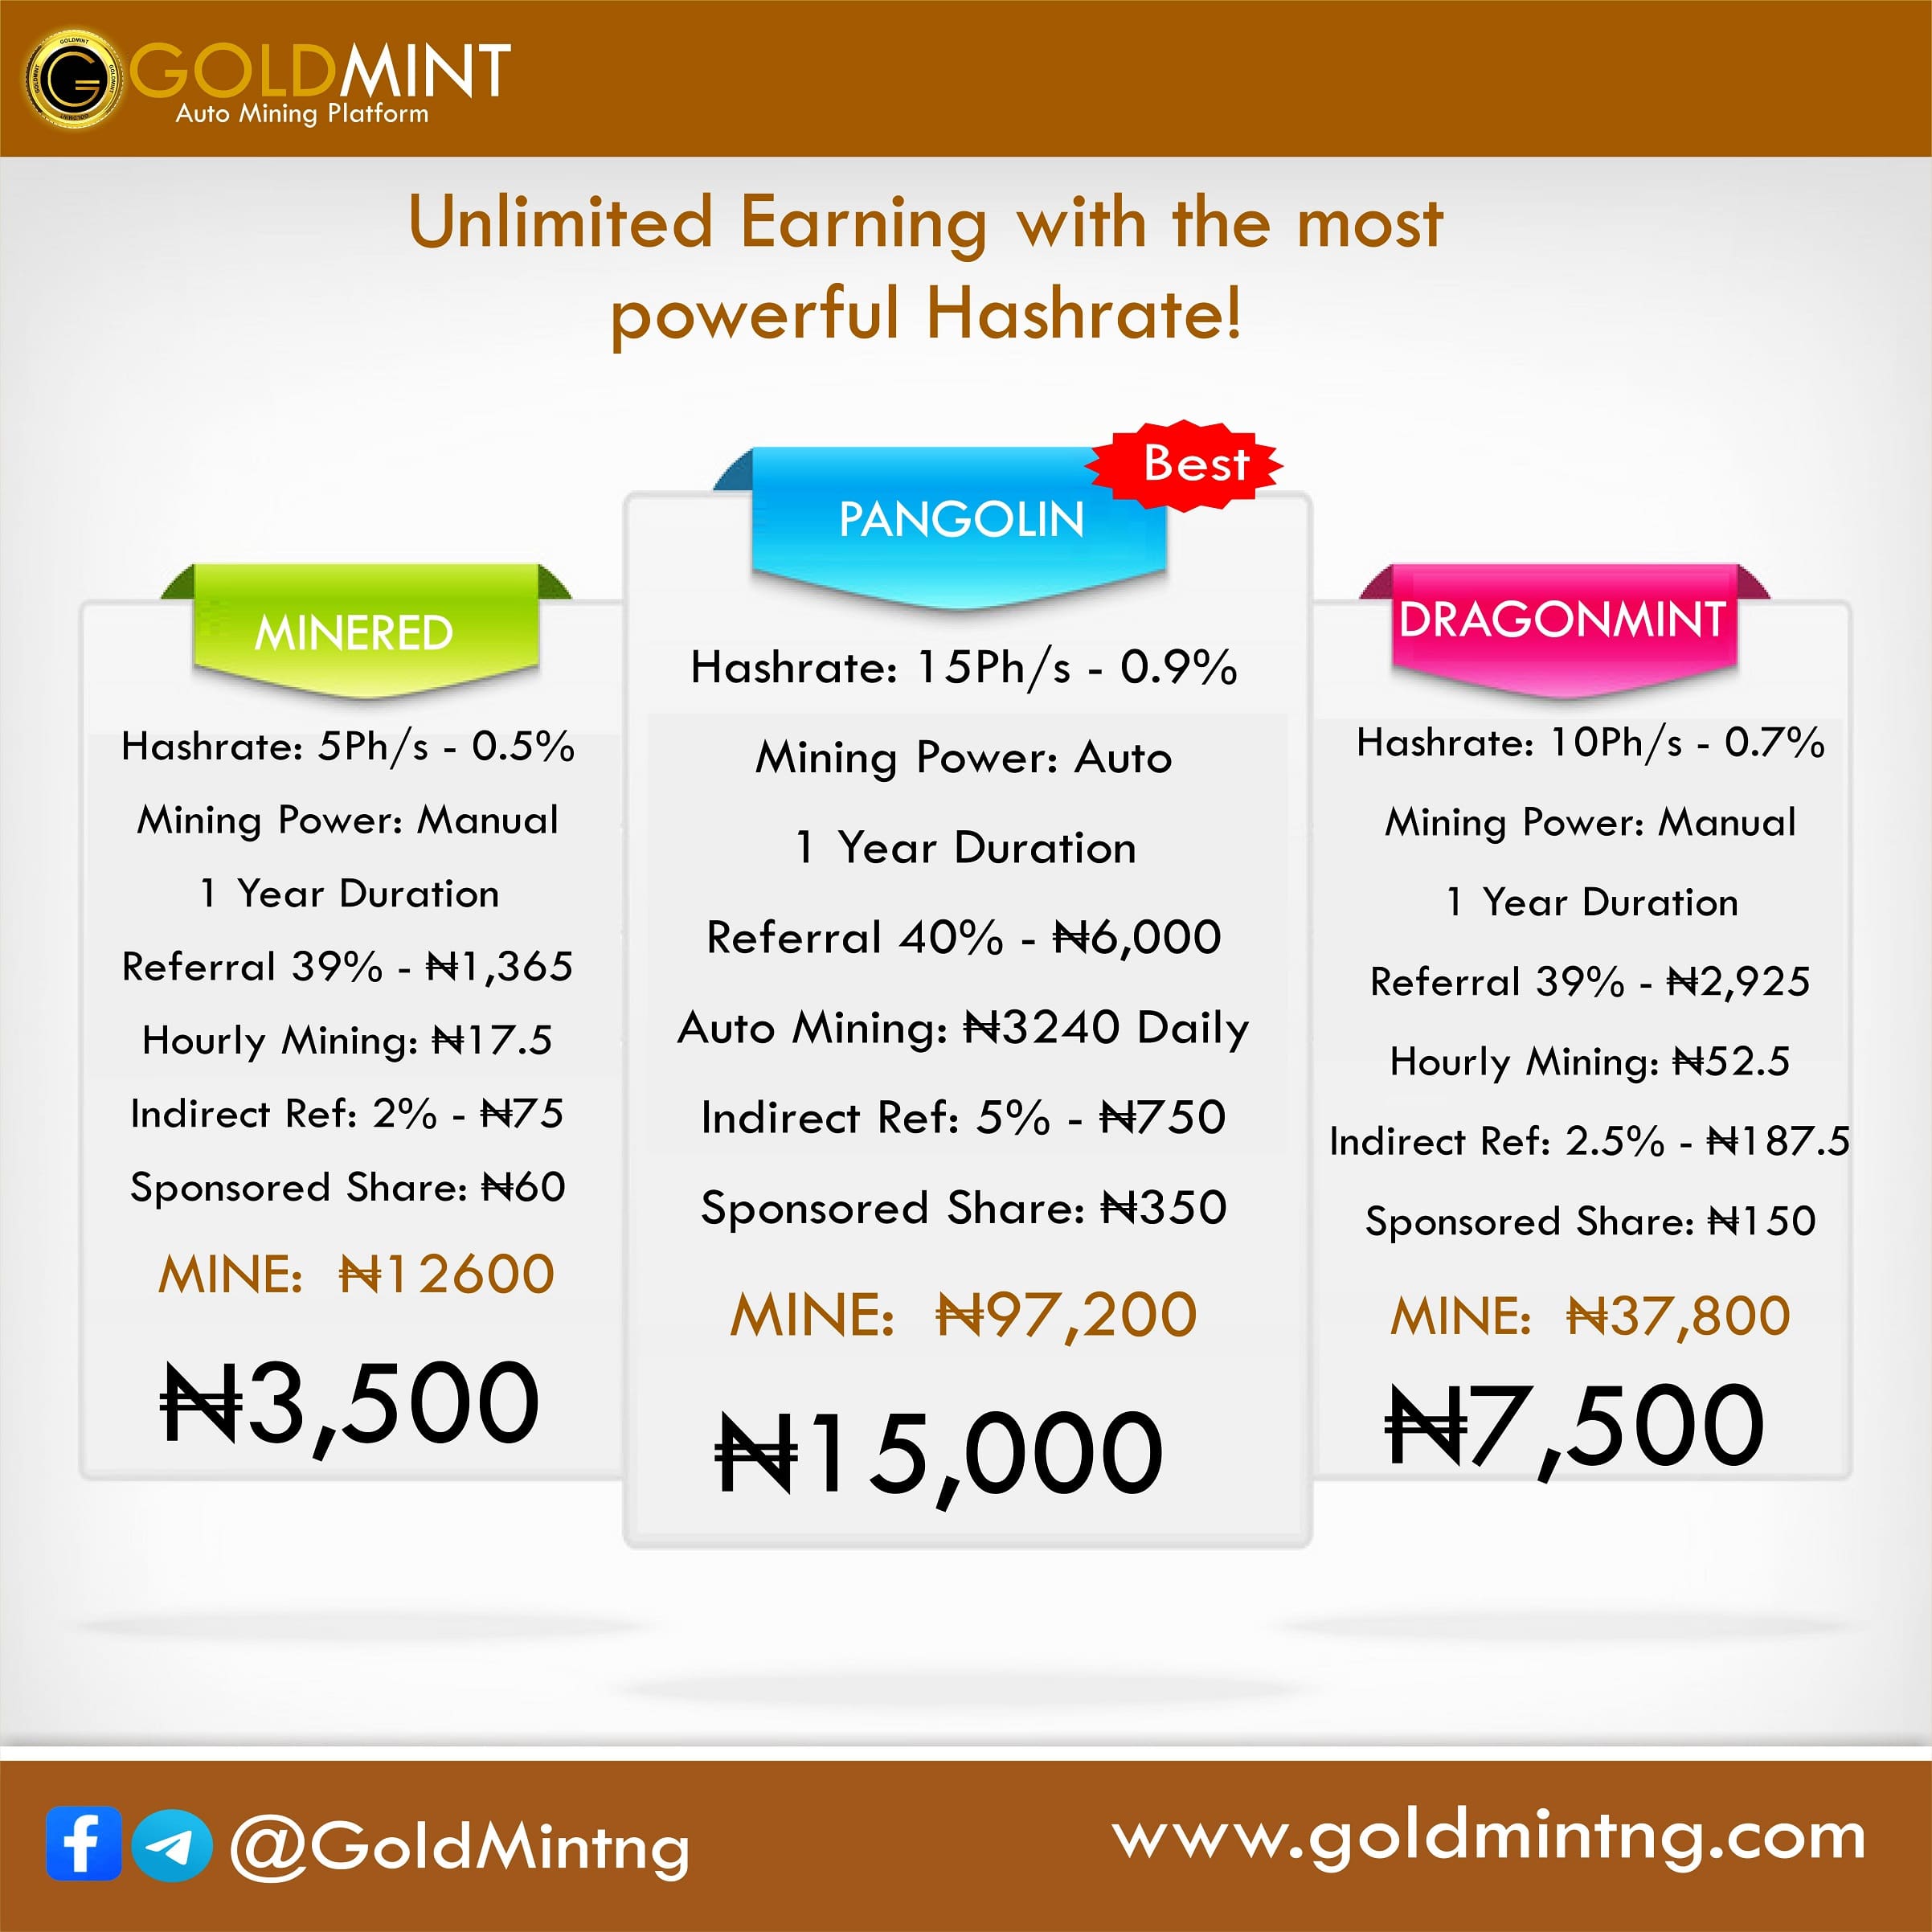 GOLDMINT
Auto Mining Platform
Unlimited Earning with the most
powerful Hashrate!
MINERED
Hashrate: 5Ph/s - 0.5%
Mining Power: Manual
1 Year Duration
Referral 39% - ₦1,365
Hourly Mining: ₦17.5
Indirect Ref: 2% - ₦75
Sponsored Share: ₦60
MINE: ₦12600
₦3,500
Best
PANGOLIN
Hashrate: 15Ph/s - 0.9%
Mining Power: Auto
1 Year Duration
Referral 40% - ₦6,000
Auto Mining: ₦3240 Daily
Indirect Ref: 5% - ₦750
Sponsored Share: ₦350
MINE: ₦97,200
₦15,000
DRAGONMINT
Hashrate: 10Ph/s - 0.7%
Mining Power: Manual
1 Year Duration
Referral 39% - ₦2,925
Hourly Mining: ₦52.5
Indirect Ref: 2.5% - ₦187.5
Sponsored Share: ₦150
MINE: ₦37,800
₦7,500
@GoldMintng
www.goldmintng.com